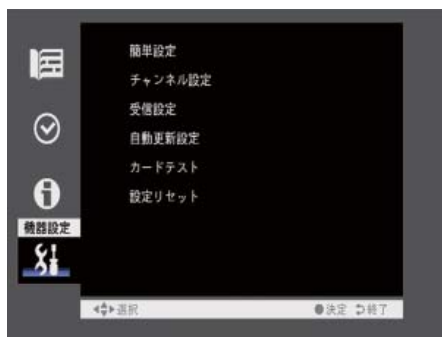 簡単設定
チャンネル設定
受信設定
自動更新設定
カードテスト
設定リセット
機器設定
選択
決定
終了